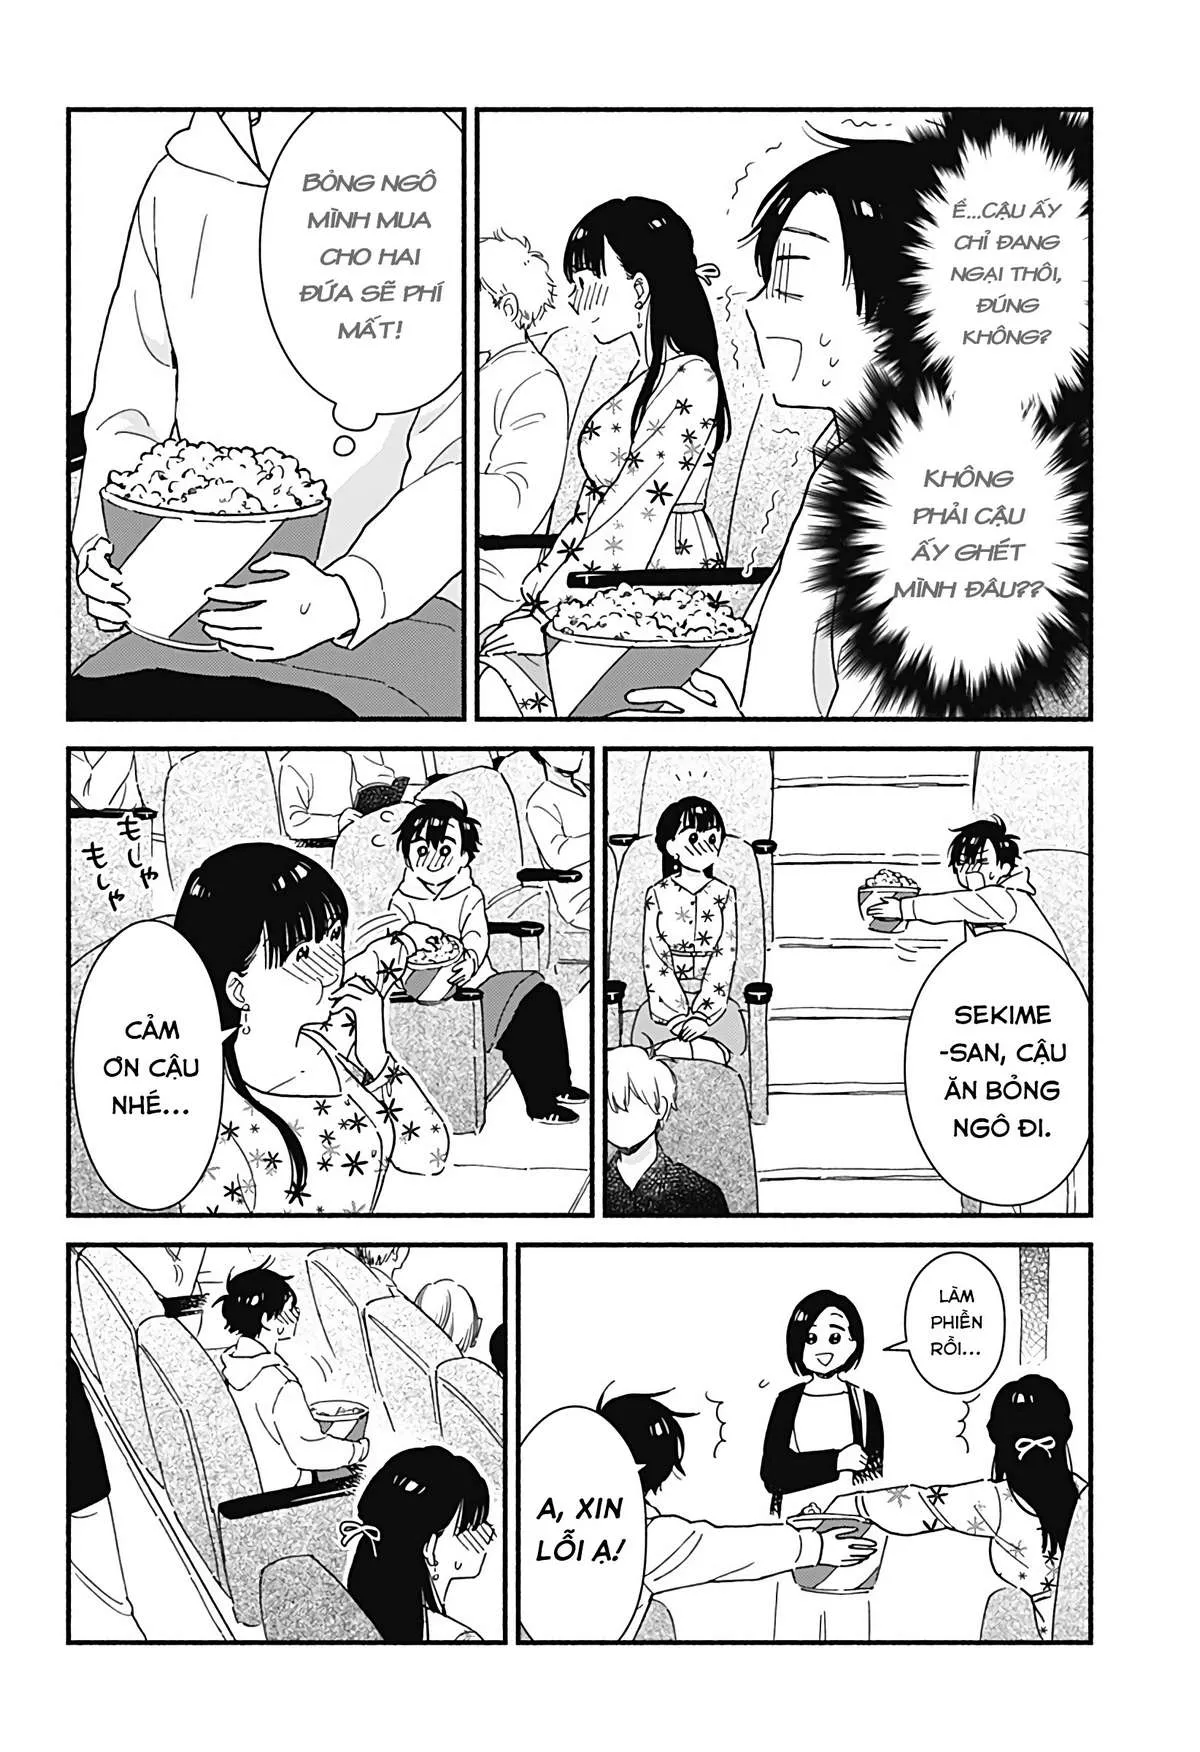 Ể...CẬU ẤY
CHỈ ĐANG
NGẠI THÔI,
ĐÚNG
KHÔNG?
KHÔNG
PHẢI CẬU
ẤY GHÉT
MÌNH ĐÂU??
BỎNG NGÔ
MÌNH MUA
CHO HAI
ĐỨA SẼ PHÍ
MẤT!
SEKIME
-SAN, CẬU
ĂN BỎNG
NGÔ ĐI.
もしゃ
もしゃ
CẢM
ƠN CẬU
NHÉ...
LÀM
PHIỀN
RỒI...
A, XIN
LỖI Ạ!